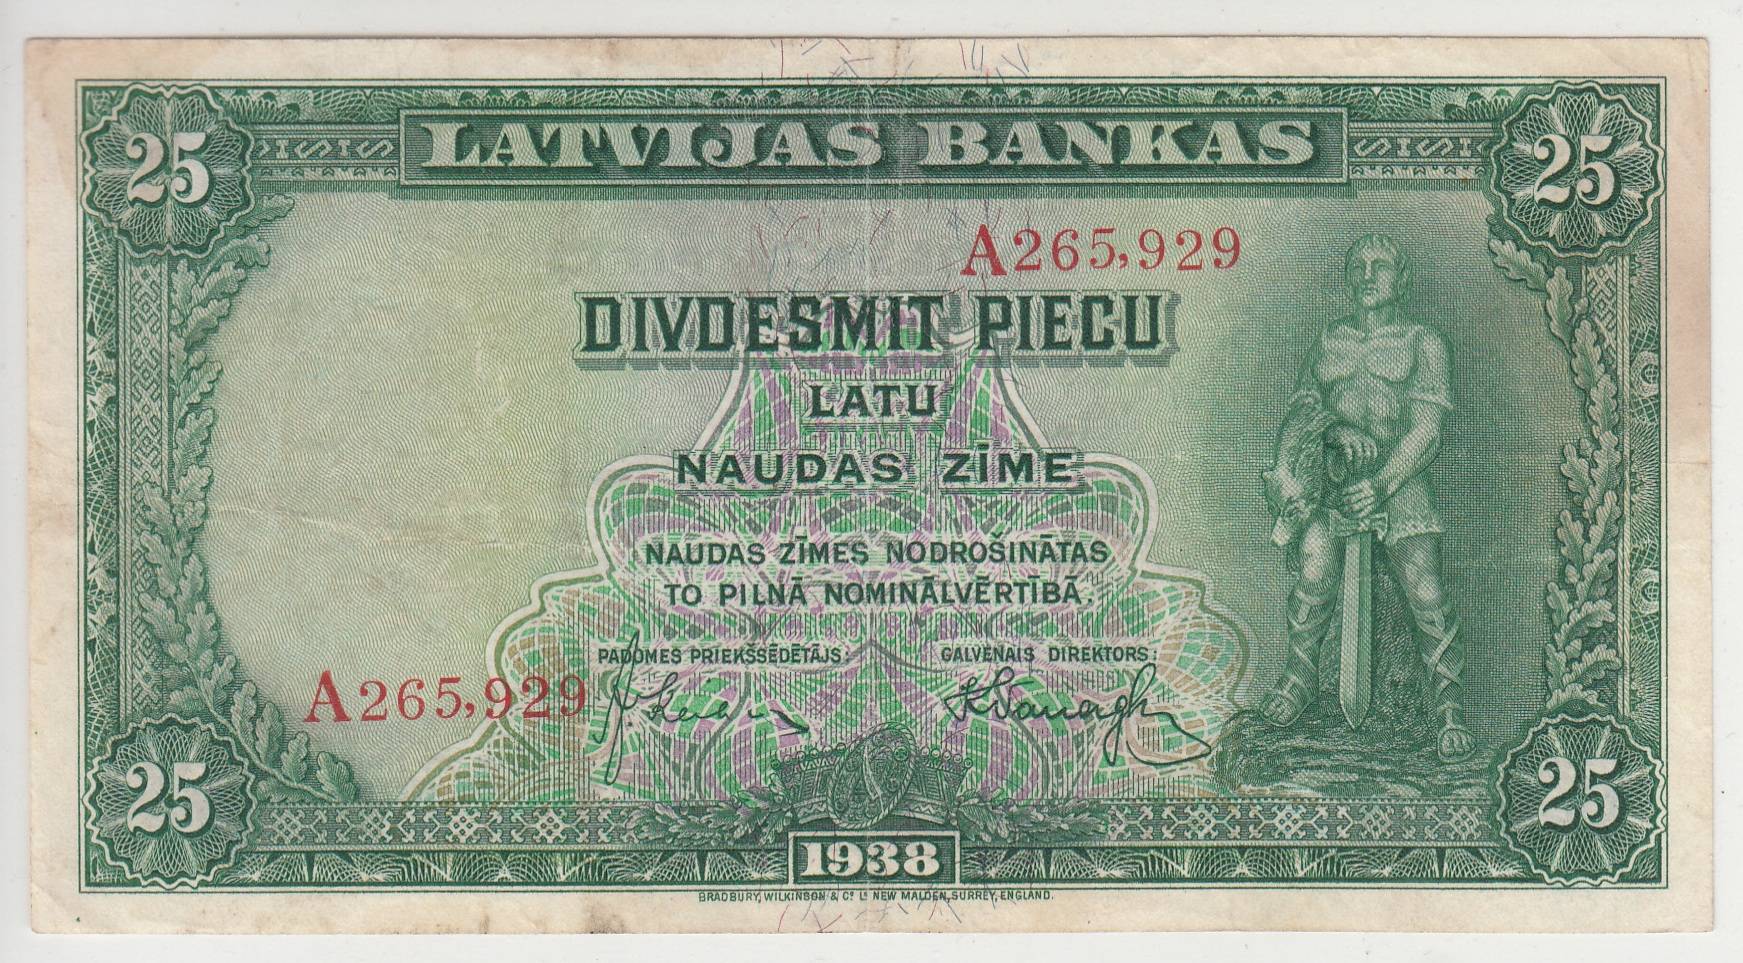 25 LATVIJAS BANKAS 25
A265,929
DIVDESMIT PIECU
LATU
NAUDAS ZĪME
NAUDAS ZĪMES NODROŠINĀTAS
TO PILNĀ NOMINĀLVĒRTĪBĀ.
PADOMES PRIEKŠSĒDĒTĀJS: GALVENAIS DIREKTORS:
A265,929
25 1938 25
BRADBURY, WILKINSON & Cº Lᴰ NEW MALDEN, SURREY, ENGLAND.